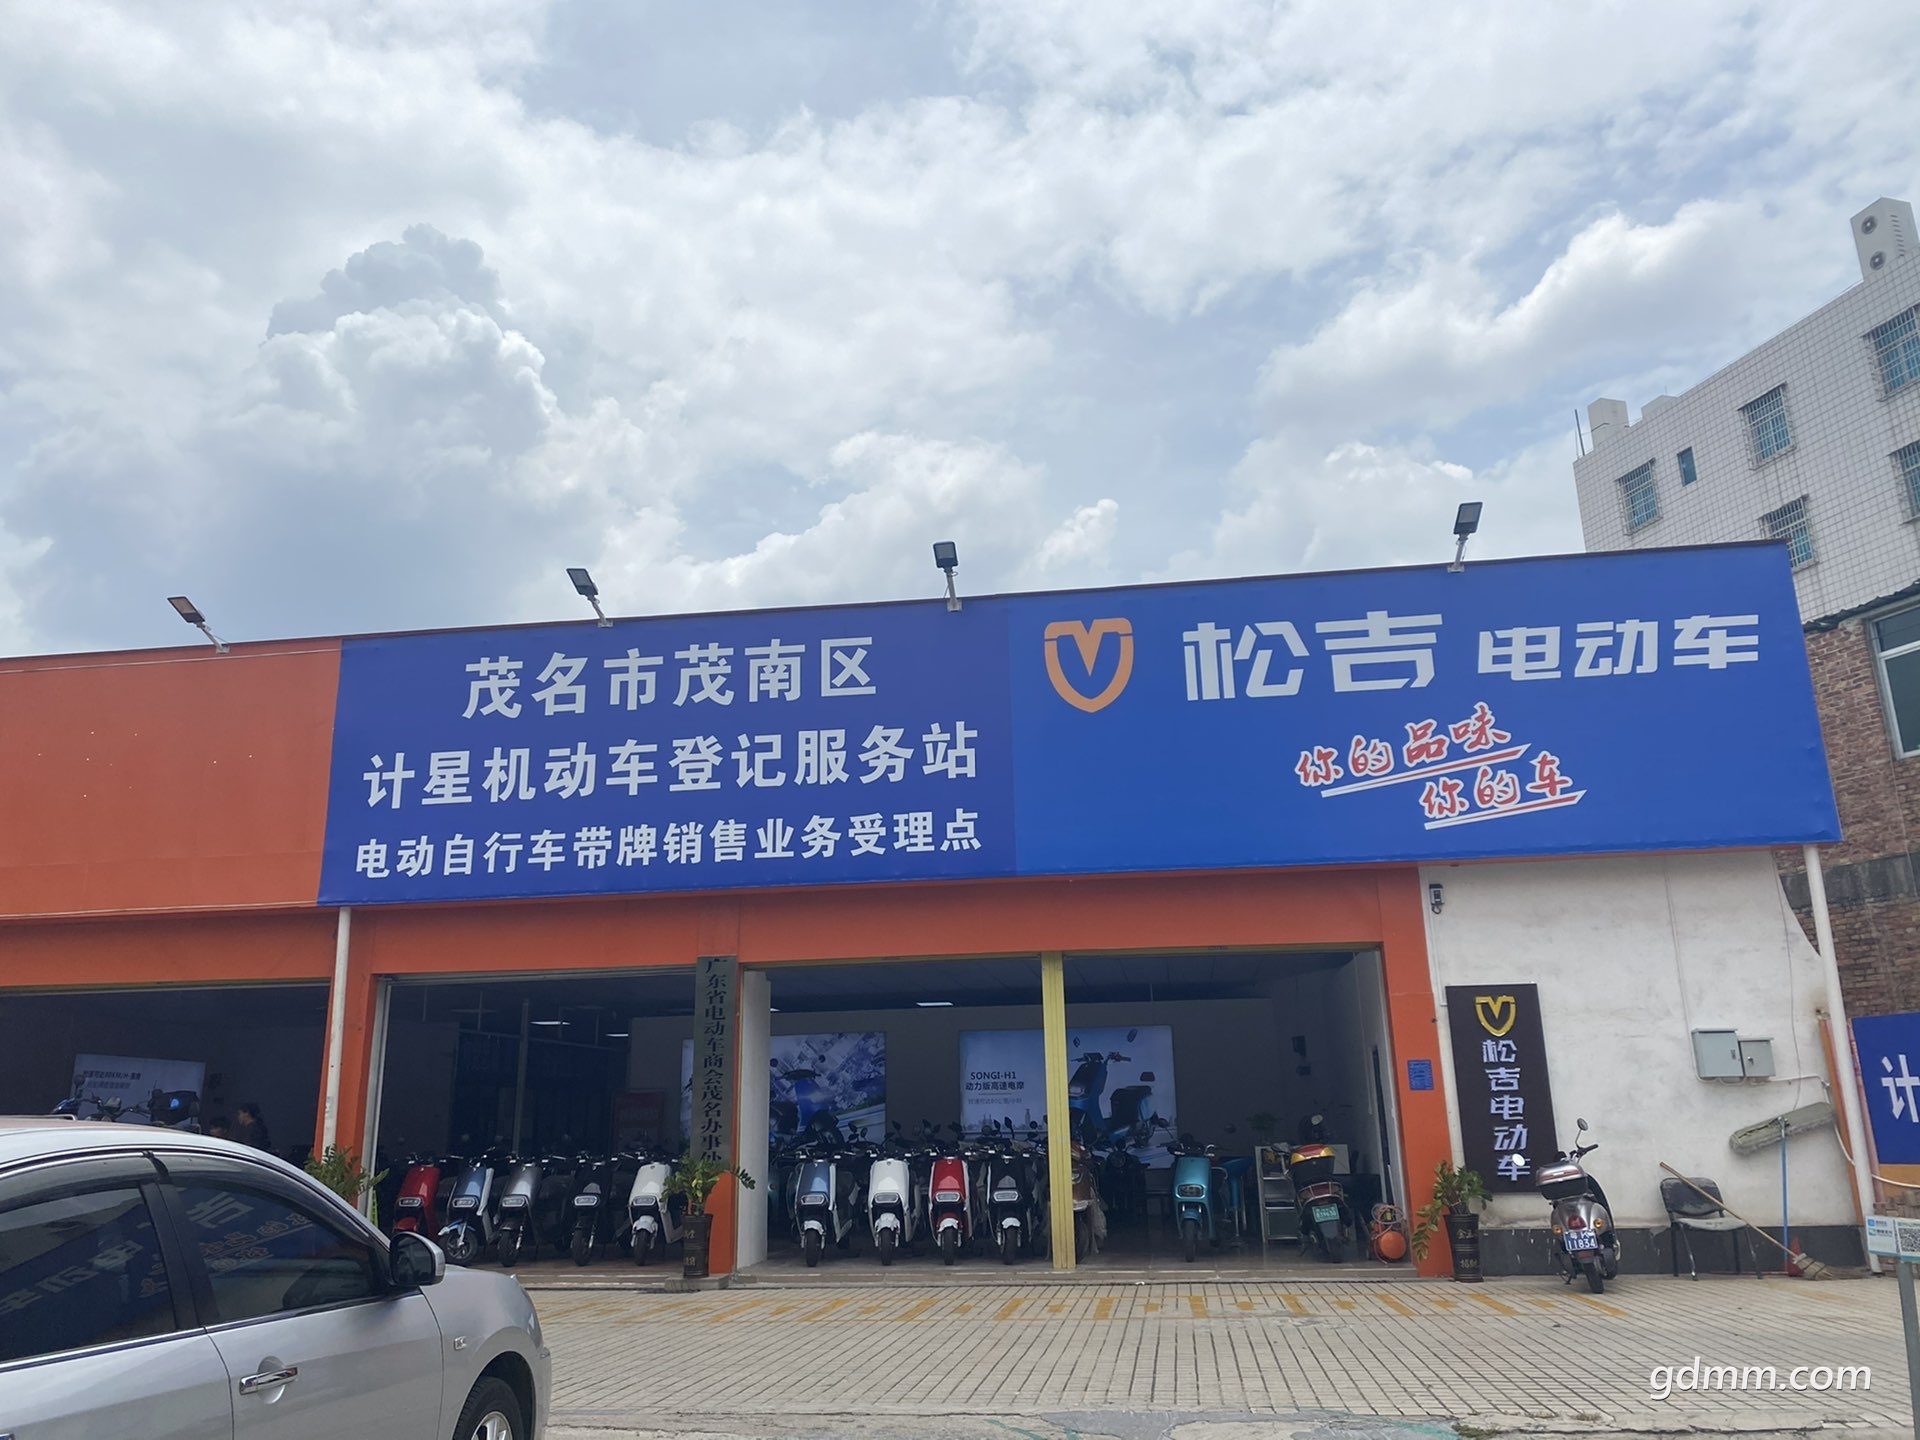 茂名市茂南区
计星机动车登记服务站
电动自行车带牌销售业务受理点
松吉 电动车
你的品味
你的车
广东省电动车商会茂名办事处
SONGI-H1
动力版高速电摩
松吉电动车
11834
计
gdmm.com